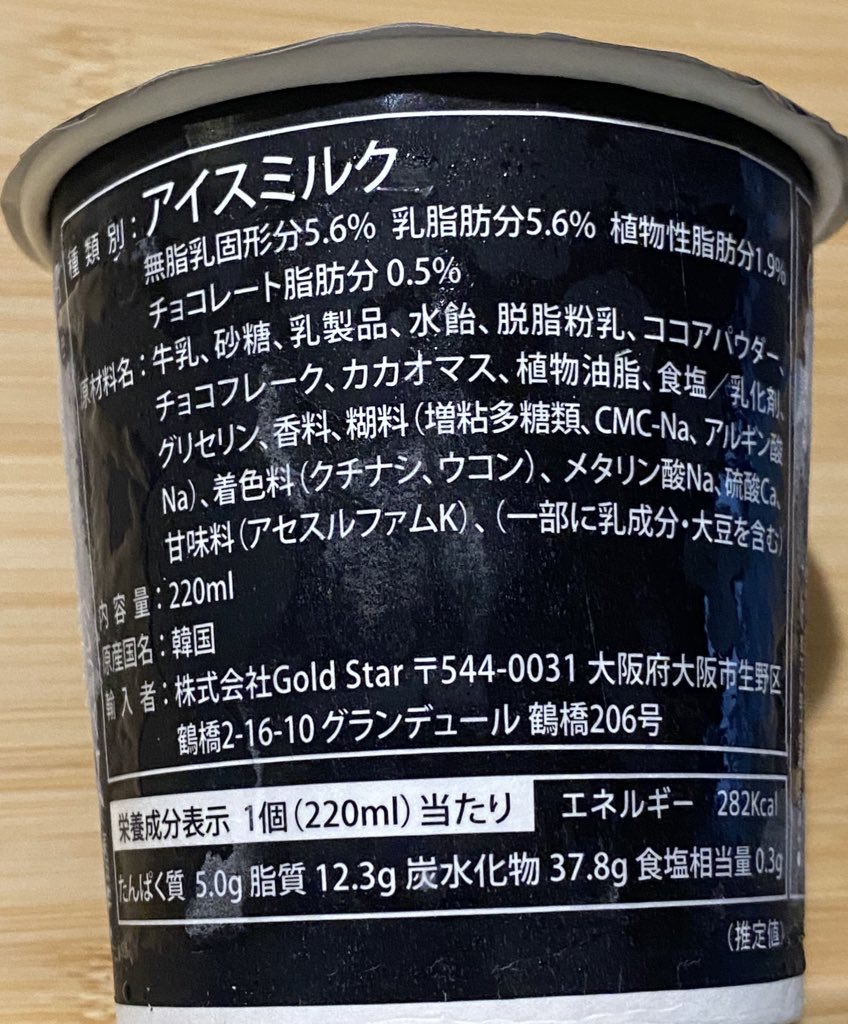 種類別：アイスミルク
無脂乳固形分5.6% 乳脂肪分5.6% 植物性脂肪分1.9%
チョコレート脂肪分 0.5%
原材料名：牛乳、砂糖、乳製品、水飴、脱脂粉乳、ココアパウダー、
チョコフレーク、カカオマス、植物油脂、食塩／乳化剤、
グリセリン、香料、糊料（増粘多糖類、CMC-Na、アルギン酸
Na）、着色料（クチナシ、ウコン）、メタリン酸Na、硫酸Ca、
甘味料（アセスルファムK）、（一部に乳成分・大豆を含む）
内容量：220ml
原産国名：韓国
輸入者：株式会社Gold Star 〒544-0031 大阪府大阪市生野区
鶴橋2-16-10 グランデュール 鶴橋206号
栄養成分表示 1個（220ml）当たり エネルギー 282Kcal
たんぱく質 5.0g 脂質 12.3g 炭水化物 37.8g 食塩相当量 0.3g
（推定値）